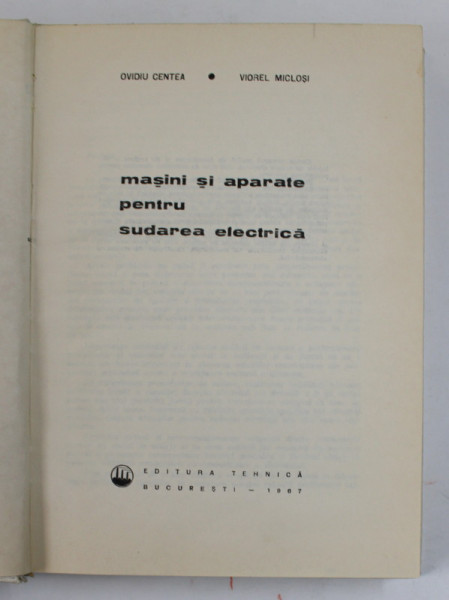 OVIDIU CENTEA ● VIOREL MICLOȘI
mașini și aparate
pentru
sudarea electrică
EDITURA TEHNICĂ
BUCUREȘTI — 1967